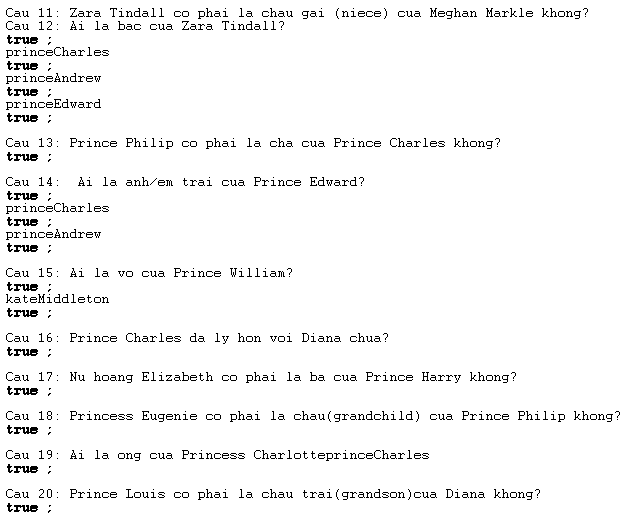 Cau 11: Zara Tindall co phai la chau gai (niece) cua Meghan Markle khong?
Cau 12: Ai la bac cua Zara Tindall?
true ;
princeCharles
true ;
princeAndrew
true ;
princeEdward
true ;
Cau 13: Prince Philip co phai la cha cua Prince Charles khong?
true ;
Cau 14:  Ai la anh/em trai cua Prince Edward?
true ;
princeCharles
true ;
princeAndrew
true ;
Cau 15: Ai la vo cua Prince William?
true ;
kateMiddleton
true ;
Cau 16: Prince Charles da ly hon voi Diana chua?
true ;
Cau 17: Nu hoang Elizabeth co phai la ba cua Prince Harry khong?
true ;
Cau 18: Princess Eugenie co phai la chau(grandchild) cua Prince Philip khong?
true ;
Cau 19: Ai la ong cua Princess CharlotteprinceCharles
true ;
Cau 20: Prince Louis co phai la chau trai(grandson)cua Diana khong?
true ;